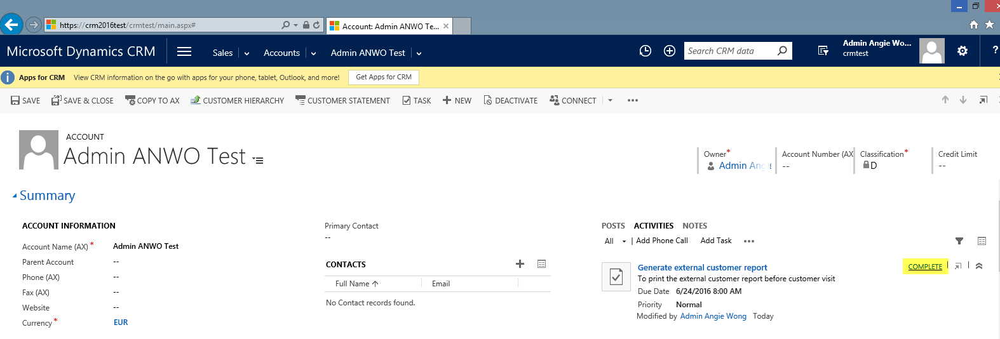 https://crm2016test/crmtest/main.aspx#
Account: Admin ANWO Te...
Microsoft Dynamics CRM
Sales
Accounts
Admin ANWO Test
Search CRM data
Admin Angie Wo...
crmtest
?
Apps for CRM
View CRM information on the go with apps for your phone, tablet, Outlook, and more!
Get Apps for CRM
SAVE
SAVE & CLOSE
COPY TO AX
CUSTOMER HIERARCHY
CUSTOMER STATEMENT
TASK
NEW
DEACTIVATE
CONNECT
ACCOUNT
Admin ANWO Test
Owner*
Admin Ang
Account Number (AX
--
Classification*
D
Credit Limit
--
Summary
ACCOUNT INFORMATION
Account Name (AX)* Admin ANWO Test
Parent Account --
Phone (AX) --
Fax (AX) --
Website --
Currency* EUR
Primary Contact
--
CONTACTS
Full Name Email
No Contact records found.
POSTS ACTIVITIES NOTES
All | Add Phone Call Add Task
Generate external customer report
COMPLETE
To print the external customer report before customer visit
Due Date 6/24/2016 8:00 AM
Priority Normal
Modified by Admin Angie Wong Today